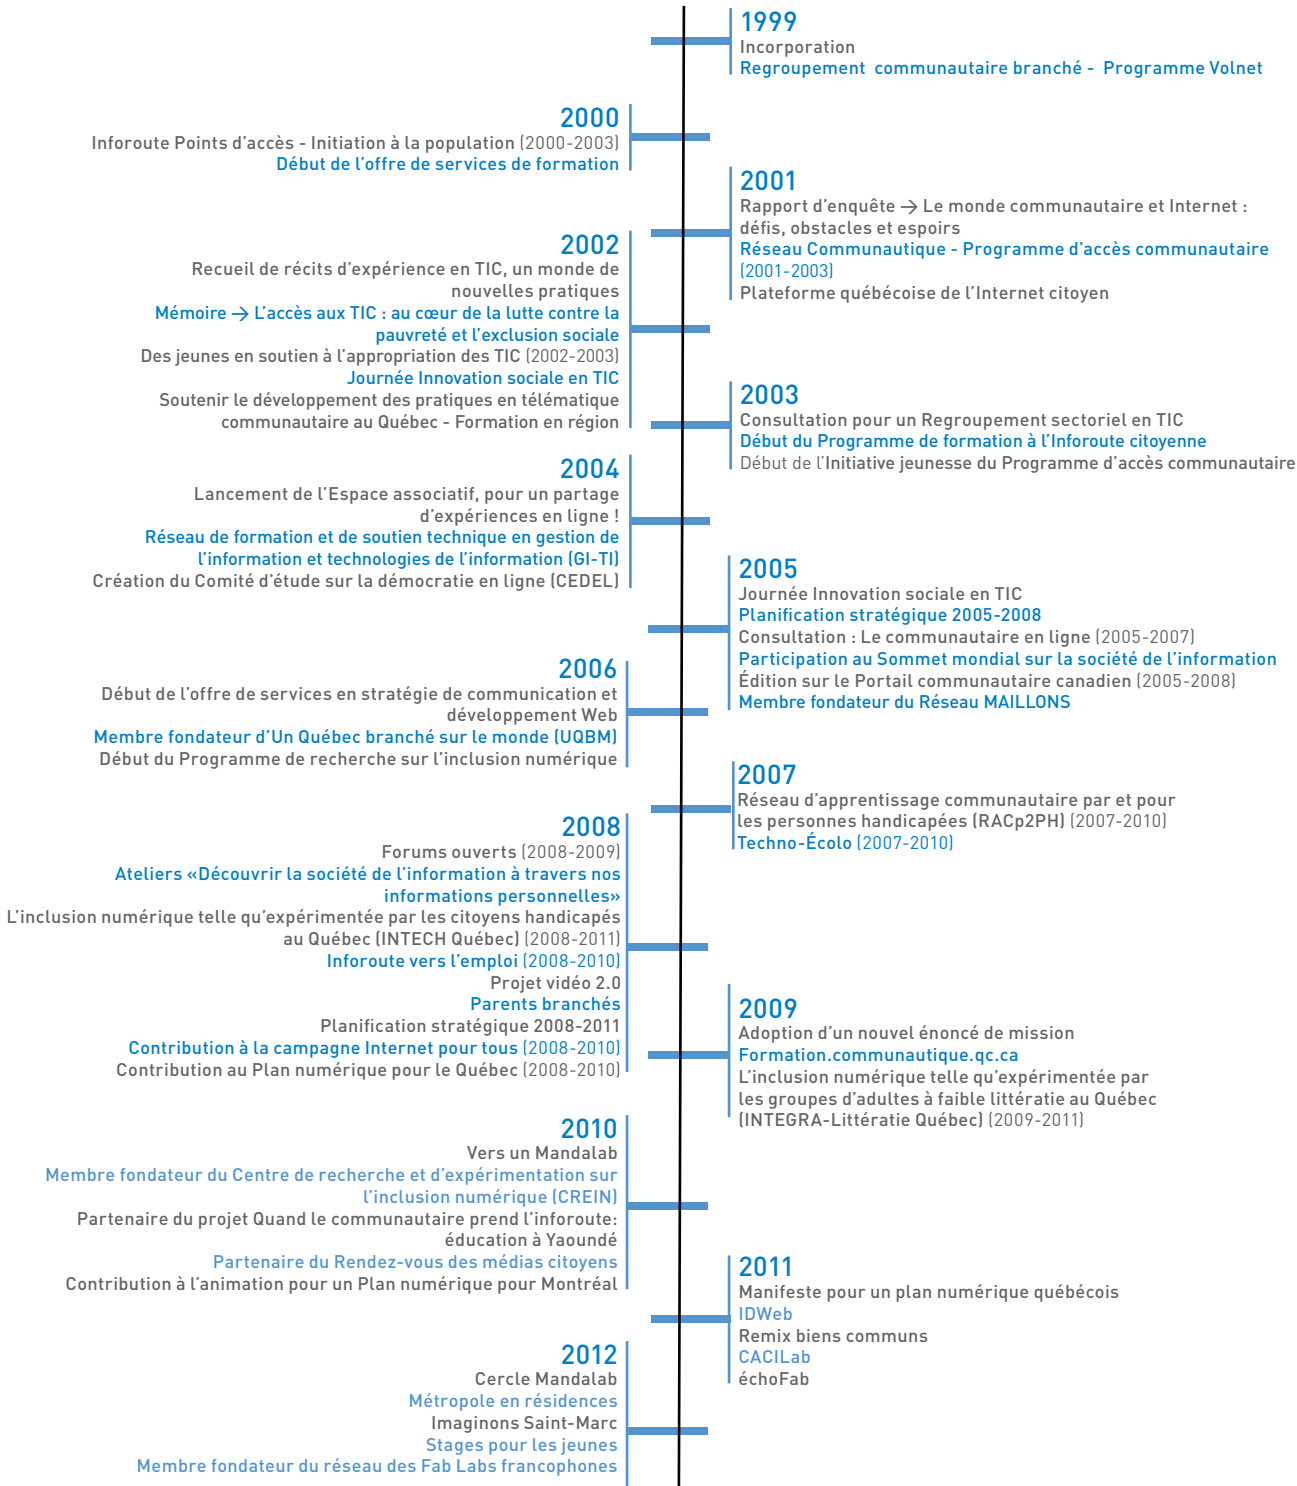 1999
Incorporation
Regroupement communautaire branché - Programme Volnet
2000
Inforoute Points d'accès - Initiation à la population (2000-2003)
Début de l'offre de services de formation
2001
Rapport d'enquête → Le monde communautaire et Internet :
défis, obstacles et espoirs
Réseau Communautique - Programme d'accès communautaire
(2001-2003)
Plateforme québécoise de l'Internet citoyen
2002
Recueil de récits d'expérience en TIC, un monde de
nouvelles pratiques
Mémoire → L'accès aux TIC : au cœur de la lutte contre la
pauvreté et l'exclusion sociale
Des jeunes en soutien à l'appropriation des TIC (2002-2003)
Journée Innovation sociale en TIC
Soutenir le développement des pratiques en télématique
communautaire au Québec - Formation en région
2003
Consultation pour un Regroupement sectoriel en TIC
Début du Programme de formation à l'Inforoute citoyenne
Début de l'Initiative jeunesse du Programme d'accès communautaire
2004
Lancement de l'Espace associatif, pour un partage
d'expériences en ligne !
Réseau de formation et de soutien technique en gestion de
l'information et technologies de l'information (GI-TI)
Création du Comité d'étude sur la démocratie en ligne (CEDEL)
2005
Journée Innovation sociale en TIC
Planification stratégique 2005-2008
Consultation : Le communautaire en ligne (2005-2007)
Participation au Sommet mondial sur la société de l'information
Édition sur le Portail communautaire canadien (2005-2008)
Membre fondateur du Réseau MAILLONS
2006
Début de l'offre de services en stratégie de communication et
développement Web
Membre fondateur d'Un Québec branché sur le monde (UQBM)
Début du Programme de recherche sur l'inclusion numérique
2007
Réseau d'apprentissage communautaire par et pour
les personnes handicapées (RACp2PH) (2007-2010)
Techno-Écolo (2007-2010)
2008
Forums ouverts (2008-2009)
Ateliers «Découvrir la société de l'information à travers nos
informations personnelles»
L'inclusion numérique telle qu'expérimentée par les citoyens handicapés
au Québec (INTECH Québec) (2008-2011)
Inforoute vers l'emploi (2008-2010)
Projet vidéo 2.0
Parents branchés
Planification stratégique 2008-2011
Contribution à la campagne Internet pour tous (2008-2010)
Contribution au Plan numérique pour le Québec (2008-2010)
2009
Adoption d'un nouvel énoncé de mission
Formation.communautique.qc.ca
L'inclusion numérique telle qu'expérimentée par
les groupes d'adultes à faible littératie au Québec
(INTEGRA-Littératie Québec) (2009-2011)
2010
Vers un Mandalab
Membre fondateur du Centre de recherche et d'expérimentation sur
l'inclusion numérique (CREIN)
Partenaire du projet Quand le communautaire prend l'inforoute:
éducation à Yaoundé
Partenaire du Rendez-vous des médias citoyens
Contribution à l'animation pour un Plan numérique pour Montréal
2011
Manifeste pour un plan numérique québécois
IDWeb
Remix biens communs
CACILab
échoFab
2012
Cercle Mandalab
Métropole en résidences
Imaginons Saint-Marc
Stages pour les jeunes
Membre fondateur du réseau des Fab Labs francophones